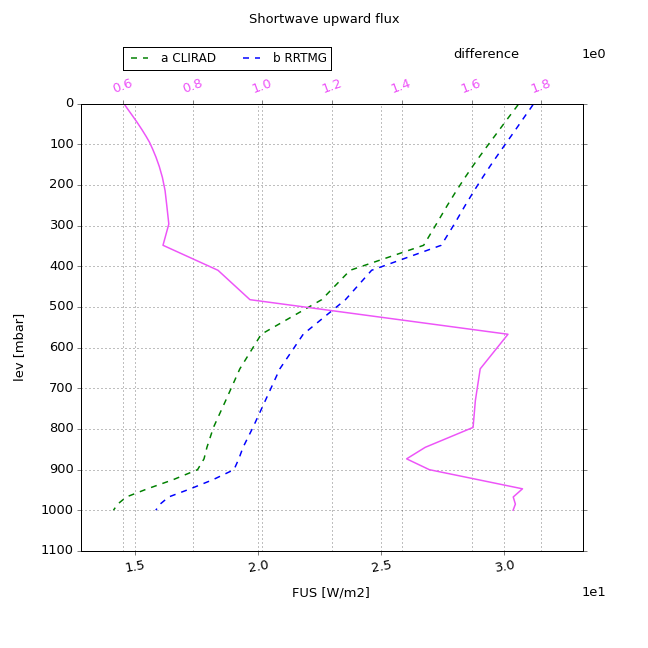 Shortwave upward flux
a CLIRAD b RRTMG difference 1e0
0.6 0.8 1.0 1.2 1.4 1.6 1.8
0
100
200
300
400
500
600
700
800
900
1000
1100
lev [mbar]
1.5 2.0 2.5 3.0
FUS [W/m2] 1e1